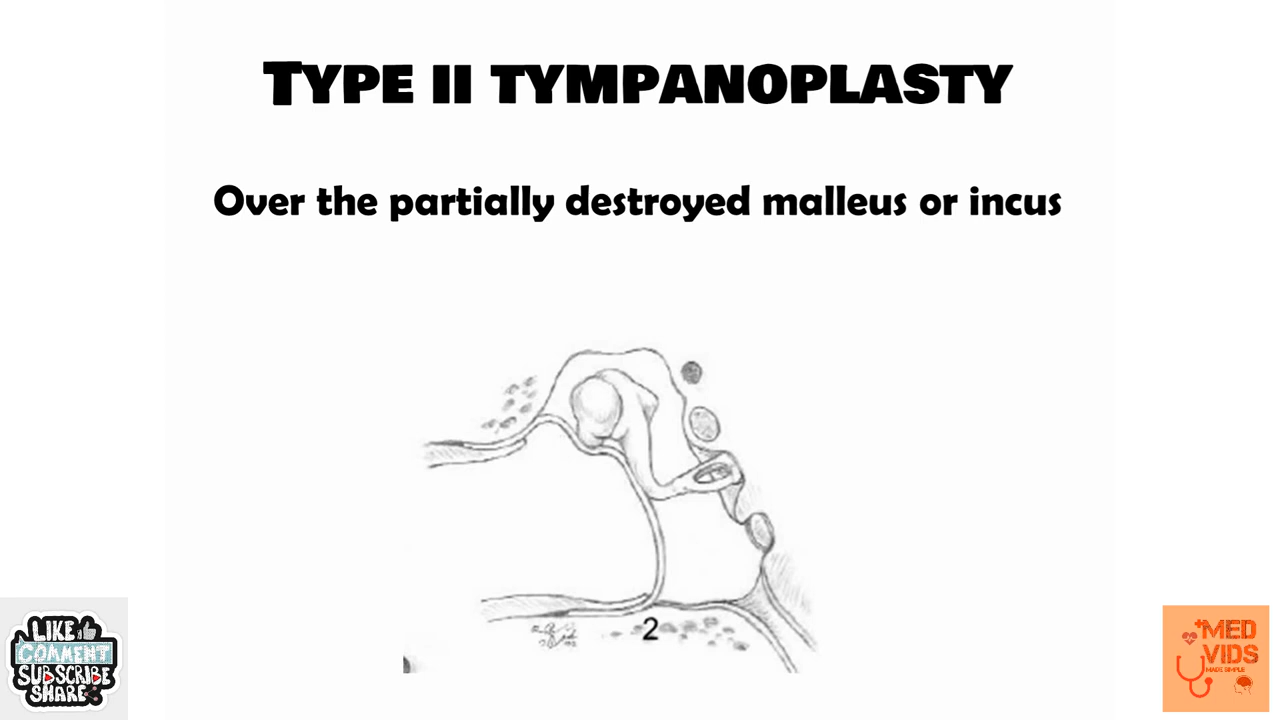 TYPE II TYMPANOPLASTY
Over the partially destroyed malleus or incus
2
LIKE
COMMENT
SUBSCRIBE
SHARE
MED
VIDS
MADE SIMPLE